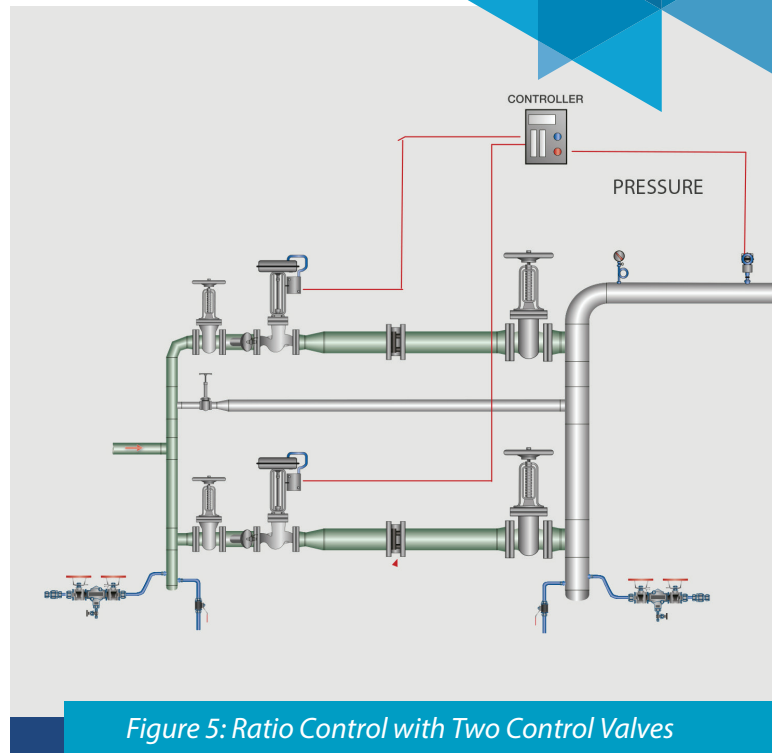 CONTROLLER
PRESSURE
Figure 5: Ratio Control with Two Control Valves